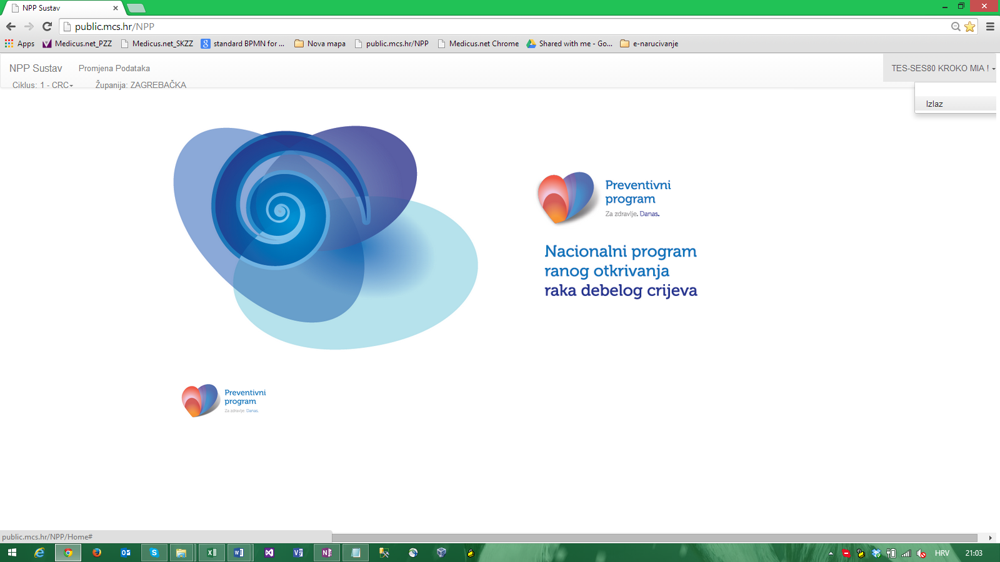 NPP Sustav
public.mcs.hr/NPP
Apps Medicus.net_PZZ Medicus.net_SKZZ standard BPMN for ... Nova mapa public.mcs.hr/NPP Medicus.net Chrome Shared with me - Go... e-narucivanje
NPP Sustav Promjena Podataka TES-SES80 KROKO MIA !
Ciklus: 1 - CRC Županija: ZAGREBAČKA
Izlaz
Preventivni
program
Za zdravlje. Danas.
Nacionalni program
ranog otkrivanja
raka debelog crijeva
Preventivni
program
Za zdravlje. Danas.
public.mcs.hr/NPP/Home#
HRV 21:03